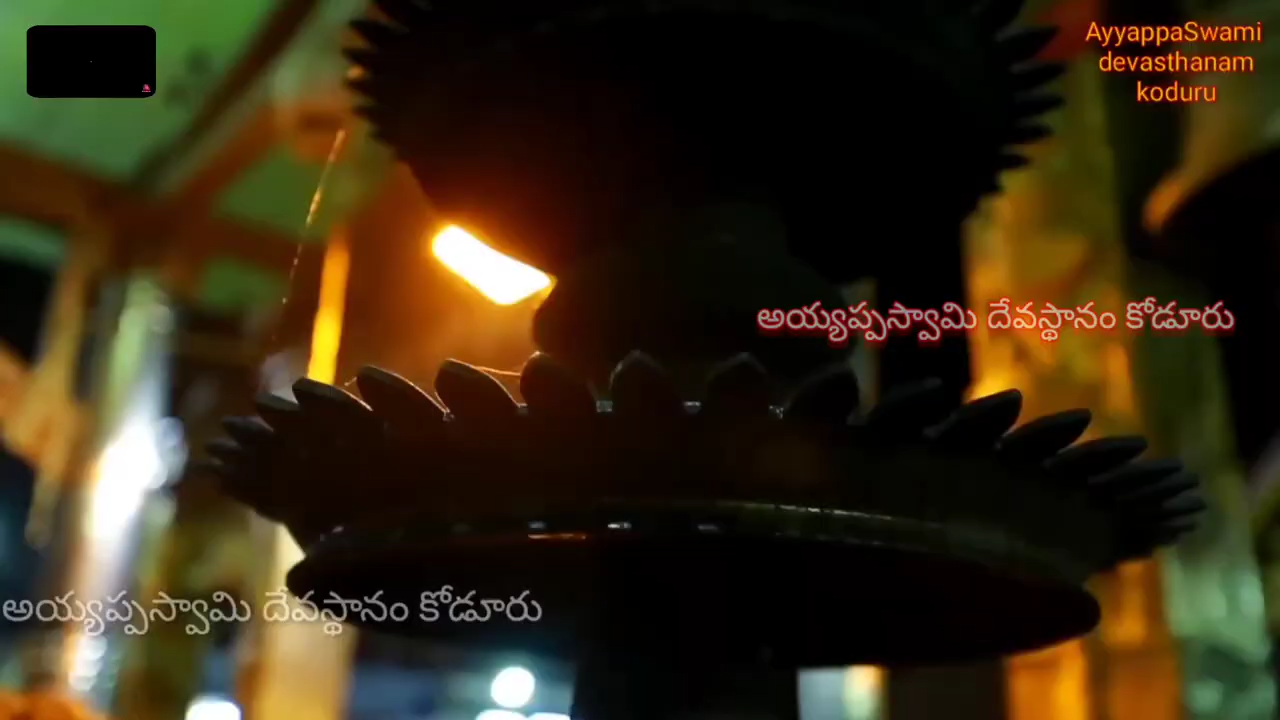 AyyappaSwami
devasthanam
koduru
అయ్యప్పస్వామి దేవస్థానం కోడూరు
అయ్యప్పస్వామి దేవస్థానం కోడూరు